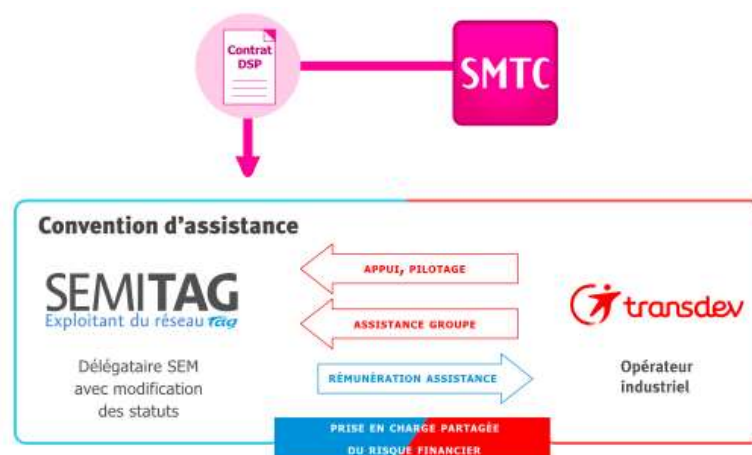 Contrat
DSP
SMTC
Convention d'assistance
SEMITAG
Exploitant du réseau Tag
Délégataire SEM
avec modification
des statuts
APPUI, PILOTAGE
ASSISTANCE GROUPE
RÉMUNÉRATION ASSISTANCE
transdev
Opérateur
industriel
PRISE EN CHARGE PARTAGÉE
DU RISQUE FINANCIER